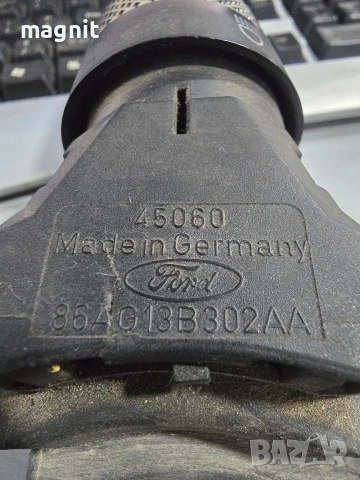 magnit
45060
Made in Germany
Ford
86AG13B302AA
BAZAR